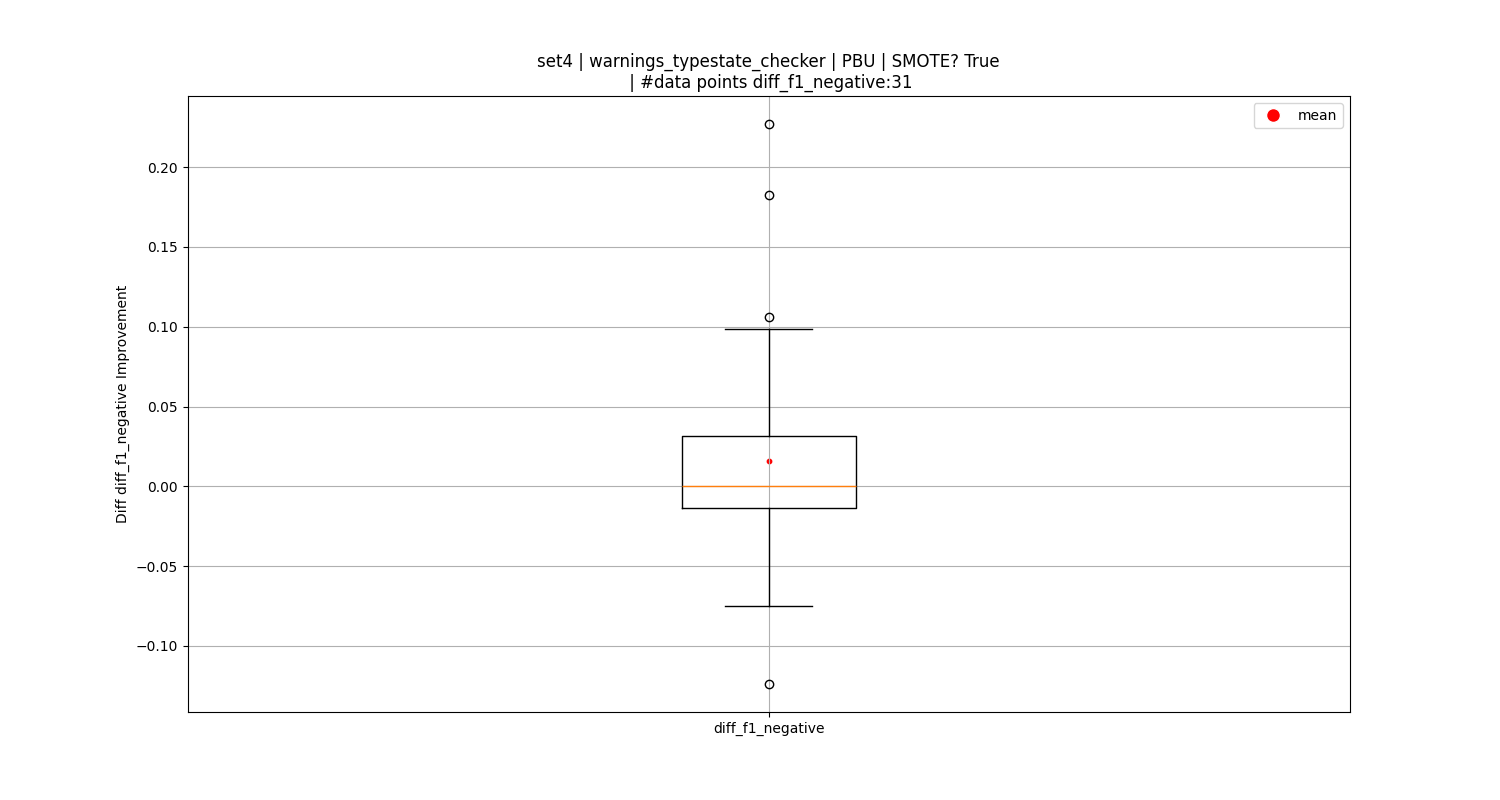 set4 | warnings_typestate_checker | PBU | SMOTE? True
| #data points diff_f1_negative:31
mean
0.20
0.15
0.10
0.05
0.00
−0.05
−0.10
Diff diff_f1_negative Improvement
diff_f1_negative